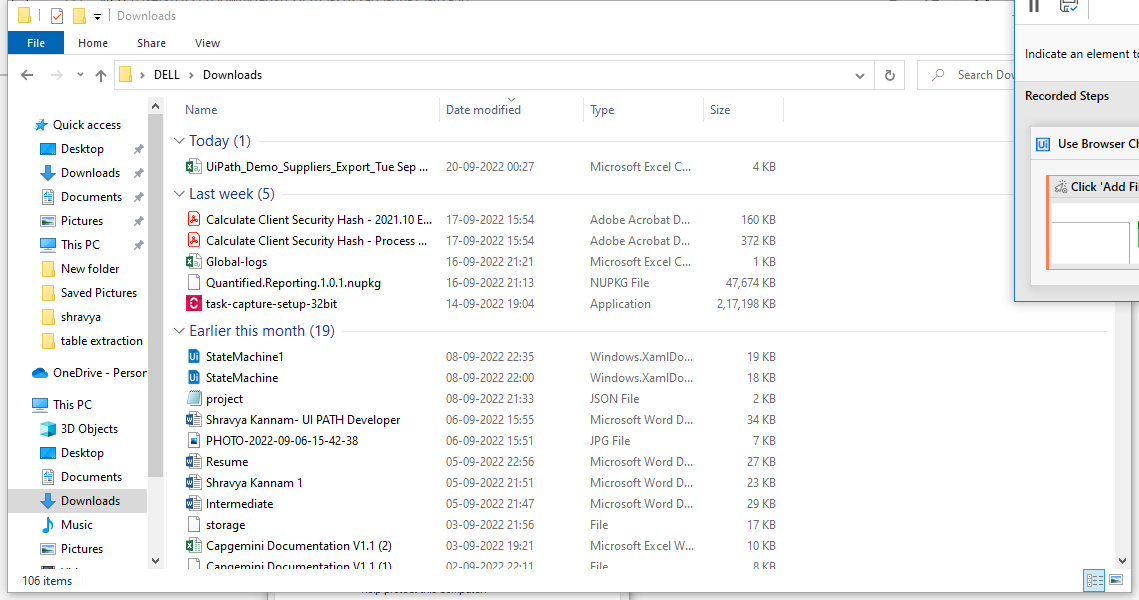 Downloads
File Home Share View
DELL Downloads
Search Dow
Name Date modified Type Size
Quick access
Desktop
Downloads
Documents
Pictures
This PC
New folder
Saved Pictures
shravya
table extraction
OneDrive - Person
This PC
3D Objects
Desktop
Documents
Downloads
Music
Pictures
Today (1)
UiPath_Demo_Suppliers_Export_Tue Sep ... 20-09-2022 00:27 Microsoft Excel C... 4 KB
Last week (5)
Calculate Client Security Hash - 2021.10 E... 17-09-2022 15:54 Adobe Acrobat D... 160 KB
Calculate Client Security Hash - Process ... 17-09-2022 15:54 Adobe Acrobat D... 372 KB
Global-logs 16-09-2022 21:21 Microsoft Excel C... 1 KB
Quantified.Reporting.1.0.1.nupkg 16-09-2022 21:13 NUPKG File 47,674 KB
task-capture-setup-32bit 14-09-2022 19:04 Application 2,17,198 KB
Earlier this month (19)
StateMachine1 08-09-2022 22:35 Windows.XamlDo... 19 KB
StateMachine 08-09-2022 22:00 Windows.XamlDo... 18 KB
project 08-09-2022 21:33 JSON File 2 KB
Shravya Kannam- UI PATH Developer 06-09-2022 15:55 Microsoft Word D... 34 KB
PHOTO-2022-09-06-15-42-38 06-09-2022 15:51 JPG File 7 KB
Resume 05-09-2022 22:56 Microsoft Word D... 27 KB
Shravya Kannam 1 05-09-2022 21:51 Microsoft Word D... 23 KB
Intermediate 05-09-2022 21:47 Microsoft Word D... 29 KB
storage 03-09-2022 21:56 File 17 KB
Capgemini Documentation V1.1 (2) 03-09-2022 19:21 Microsoft Excel W... 10 KB
Capgemini Documentation V1.1 (1) 02-09-2022 22:11 File 8 KB
106 items
help protect this computer.
Indicate an element to
Recorded Steps
Ui Use Browser Ch
Click 'Add Fi